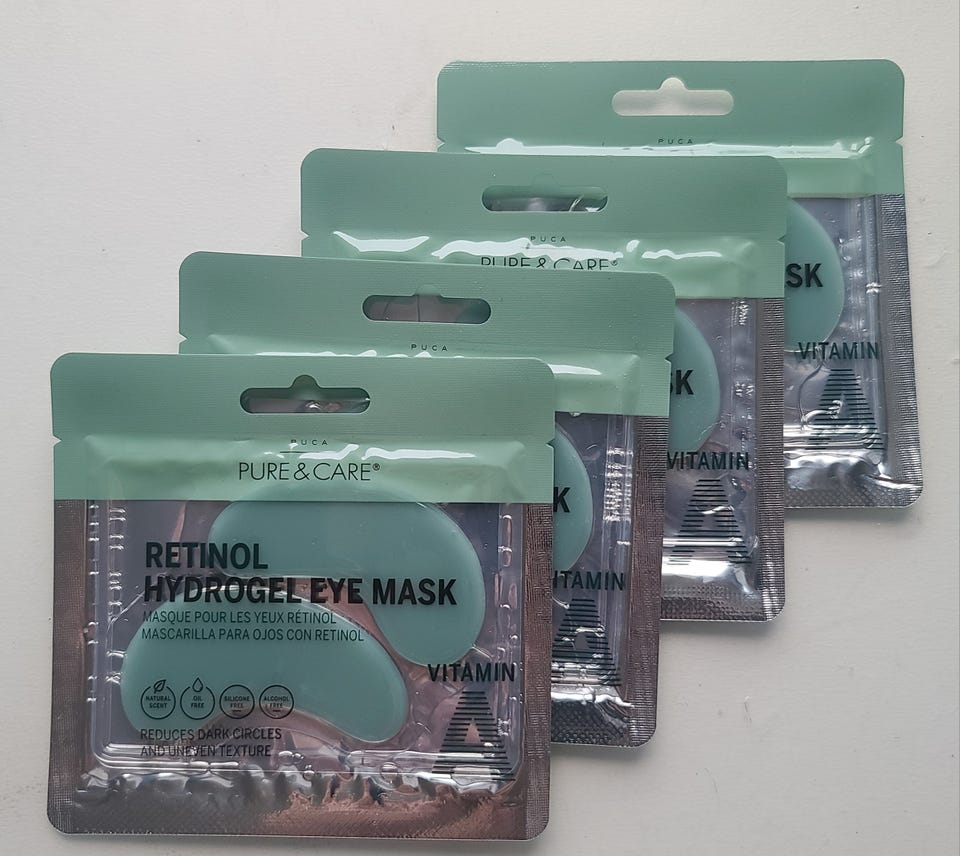 PUCA
PUCA
PURE & CARE®
SK
VITAMIN
A
PUCA
SK
VITAMIN
A
PUCA
PURE & CARE®
K
VITAMIN
A
RETINOL
HYDROGEL EYE MASK
MASQUE POUR LES YEUX RÉTINOL
MASCARILLA PARA OJOS CON RETINOL
VITAMIN
A
NATURAL SCENT
OIL FREE
SILICONE FREE
ALCOHOL FREE
REDUCES DARK CIRCLES
AND UNEVEN TEXTURE